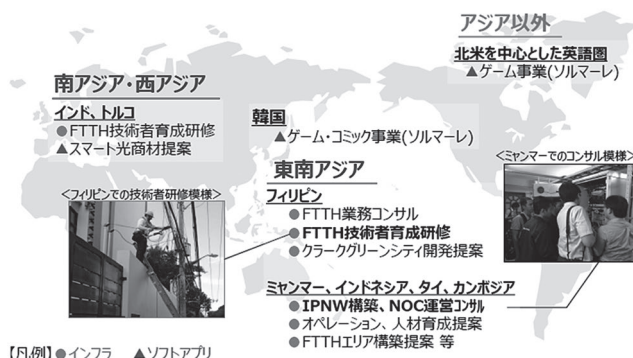 アジア以外
北米を中心とした英語圏
▲ゲーム事業(ソルマーレ)
南アジア・西アジア
インド、トルコ
●FTTH技術者育成研修
▲スマート光商材提案
韓国
▲ゲーム・コミック事業(ソルマーレ)
東南アジア
フィリピン
●FTTH業務コンサル
●FTTH技術者育成研修
●クラークグリーンシティ開発提案
<フィリピンでの技術者研修模様>
<ミャンマーでのコンサル模様>
ミャンマー、インドネシア、タイ、カンボジア
●IPNW構築、NOC運営コンサル
●オペレーション、人材育成提案
●FTTHエリア構築提案 等
【凡例】●インフラ ▲ソフトアプリ